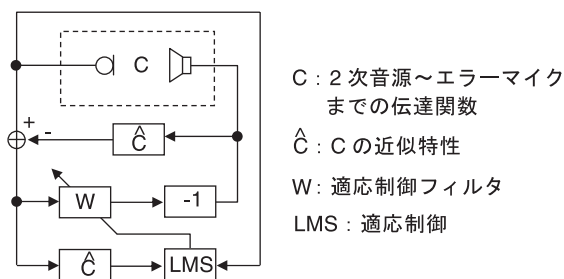 C
+
-
Ĉ
W
-1
Ĉ
LMS
C : 2 次音源～エラーマイク
までの伝達関数
Ĉ : C の近似特性
W : 適応制御フィルタ
LMS : 適応制御